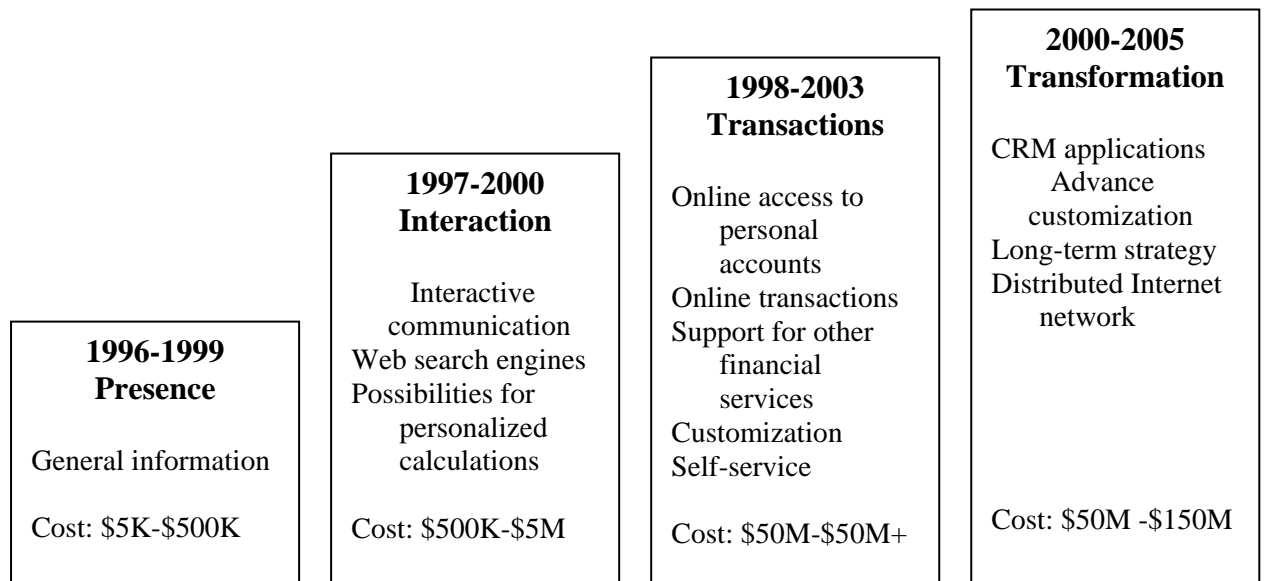 1996-1999
Presence
General information
Cost: $5K-$500K
1997-2000
Interaction
Interactive
communication
Web search engines
Possibilities for
personalized
calculations
Cost: $500K-$5M
1998-2003
Transactions
Online access to
personal
accounts
Online transactions
Support for other
financial
services
Customization
Self-service
Cost: $50M-$50M+
2000-2005
Transformation
CRM applications
Advance
customization
Long-term strategy
Distributed Internet
network
Cost: $50M -$150M